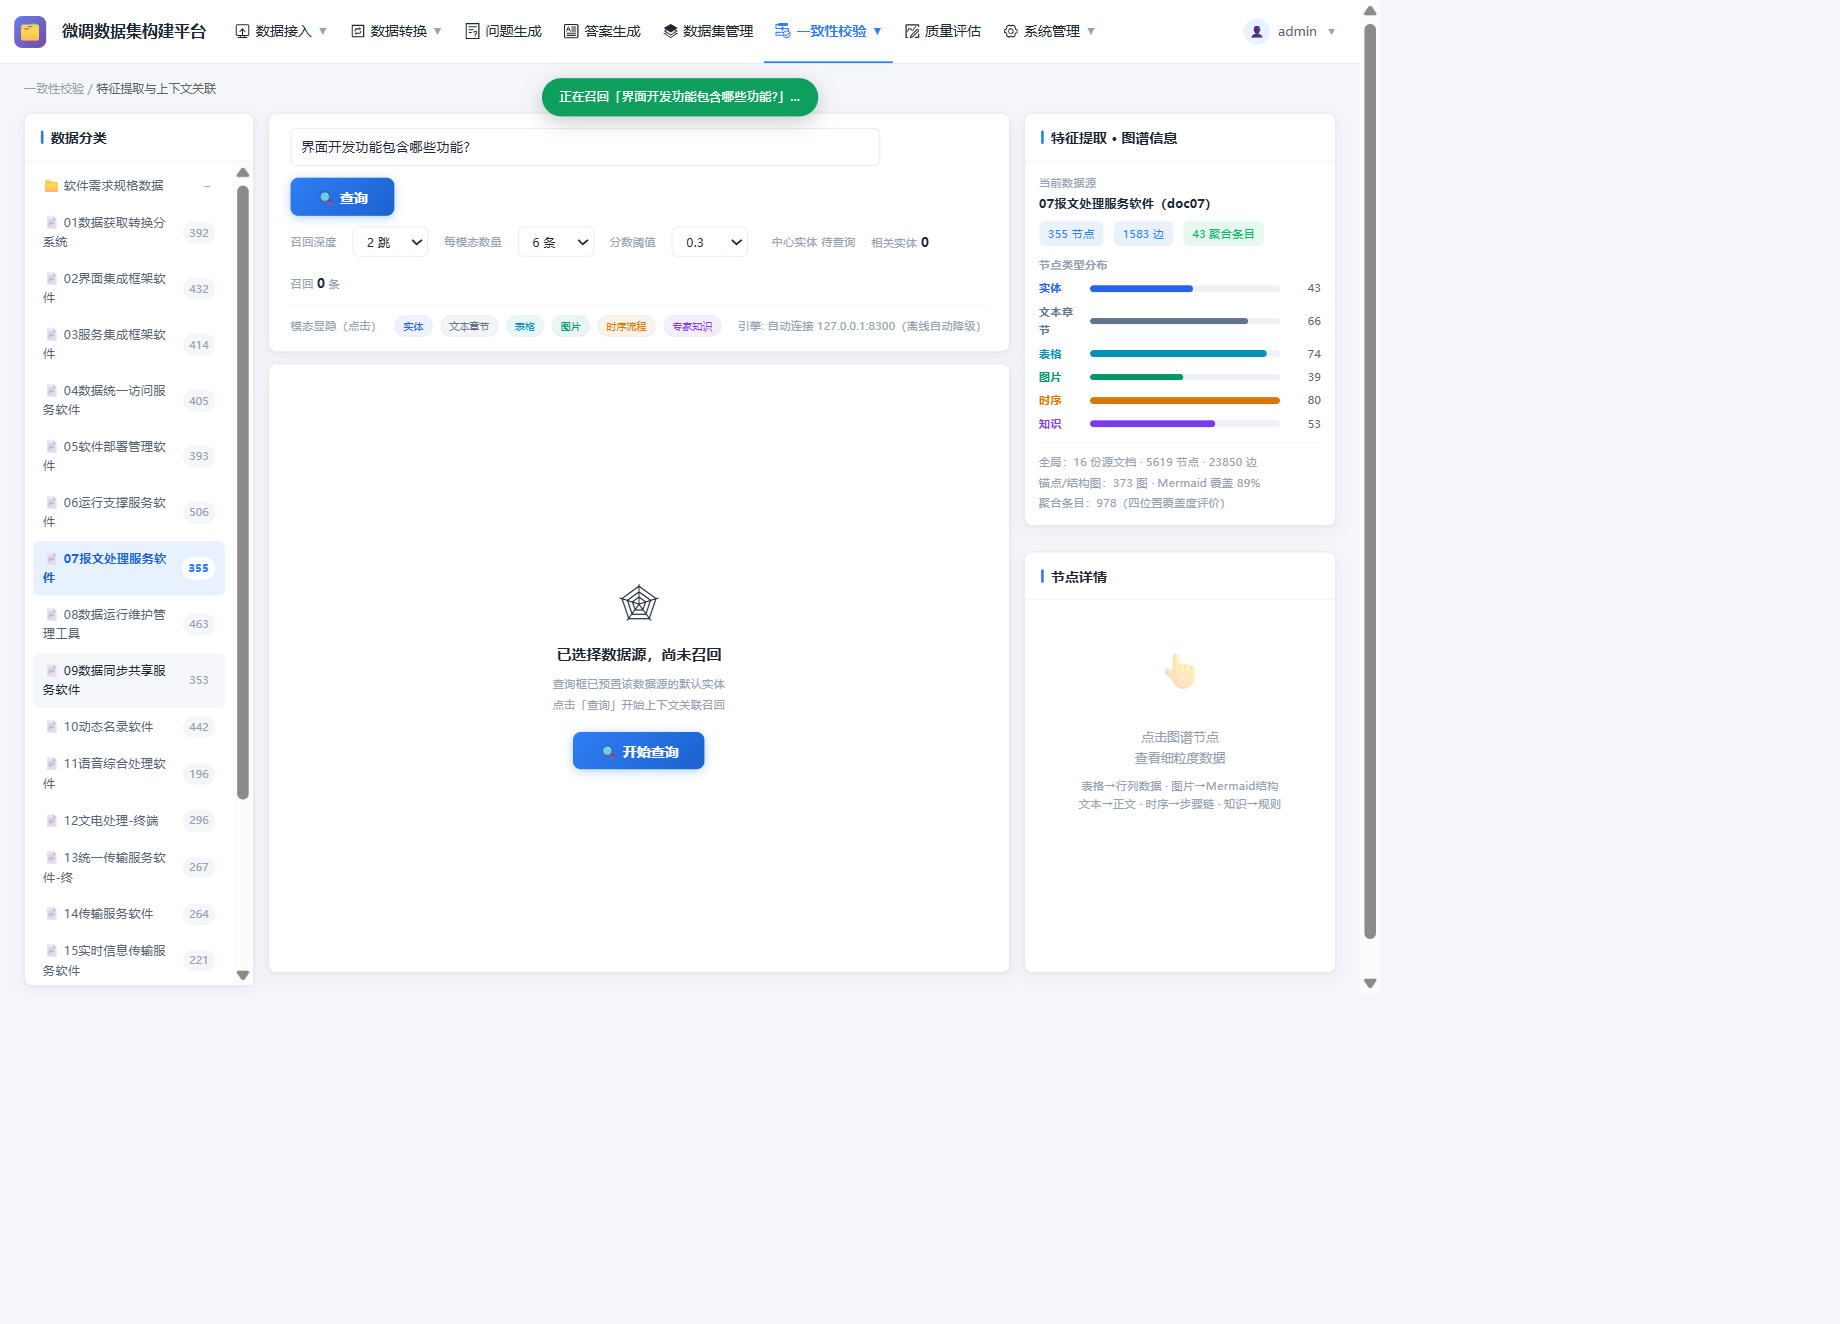 微调数据集构建平台
数据接入
数据转换
问题生成
答案生成
数据集管理
一致性校验
质量评估
系统管理
admin
一致性校验 / 特征提取与上下文关联
正在召回「界面开发功能包含哪些功能?」...
数据分类
软件需求规格数据 –
01数据获取转换分
系统
392
02界面集成框架软
件
432
03服务集成框架软
件
414
04数据统一访问服
务软件
405
05软件部署管理软
件
393
06运行支撑服务软
件
506
07报文处理服务软
件
355
08数据运行维护管
理工具
463
09数据同步共享服
务软件
353
10动态名录软件 442
11语音综合处理软
件
196
12文电处理-终端 296
13统一传输服务软
件-终
267
14传输服务软件 264
15实时信息传输服
务软件
221
界面开发功能包含哪些功能?
查询
召回深度 2 跳 每模态数量 6 条 分数阈值 0.3 中心实体 待查询 相关实体 0
召回 0 条
模态显隐（点击） 实体 文本章节 表格 图片 时序流程 专家知识 引擎: 自动连接 127.0.0.1:8300（离线自动降级）
已选择数据源，尚未召回
查询框已预置该数据源的默认实体
点击「查询」开始上下文关联召回
开始查询
特征提取 • 图谱信息
当前数据源
07报文处理服务软件（doc07）
355 节点 1583 边 43 聚合条目
节点类型分布
实体 43
文本章
节
66
表格 74
图片 39
时序 80
知识 53
全局：16 份源文档 · 5619 节点 · 23850 边
锚点/结构图：373 图 · Mermaid 覆盖 89%
聚合条目：978（四位置覆盖度评价）
节点详情
点击图谱节点
查看细粒度数据
表格→行列数据 · 图片→Mermaid结构
文本→正文 · 时序→步骤链 · 知识→规则